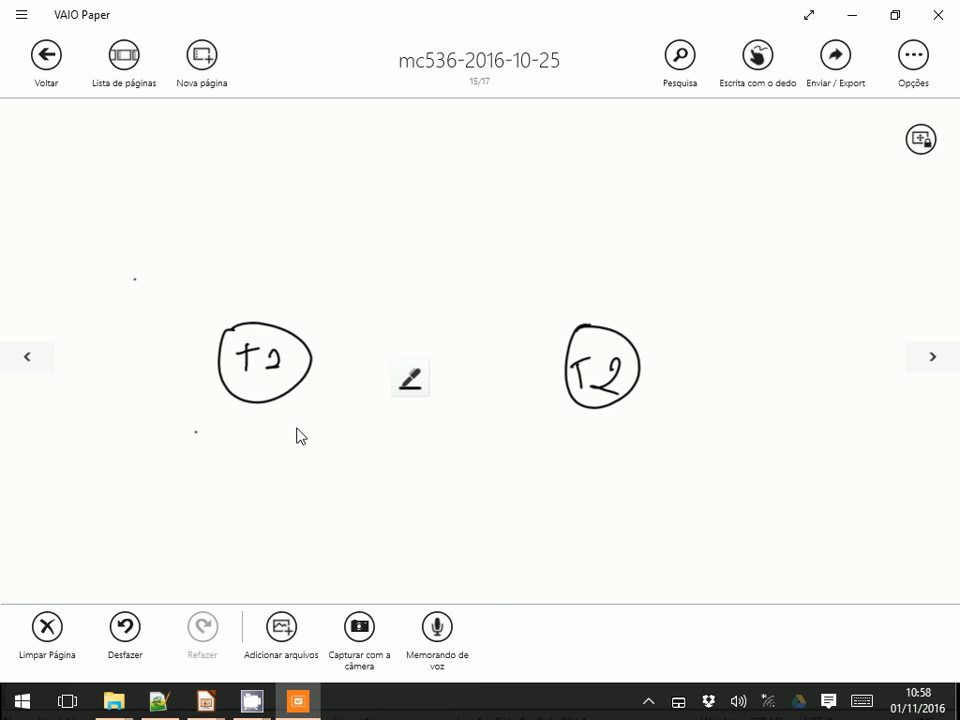 VAIO Paper
Voltar
Lista de páginas
Nova página
mc536-2016-10-25
15/17
Pesquisa
Escrita com o dedo
Enviar / Export
Opções
T2
Limpar Página
Desfazer
Refazer
Adicionar arquivos
Capturar com a câmera
Memorando de voz
10:58
01/11/2016